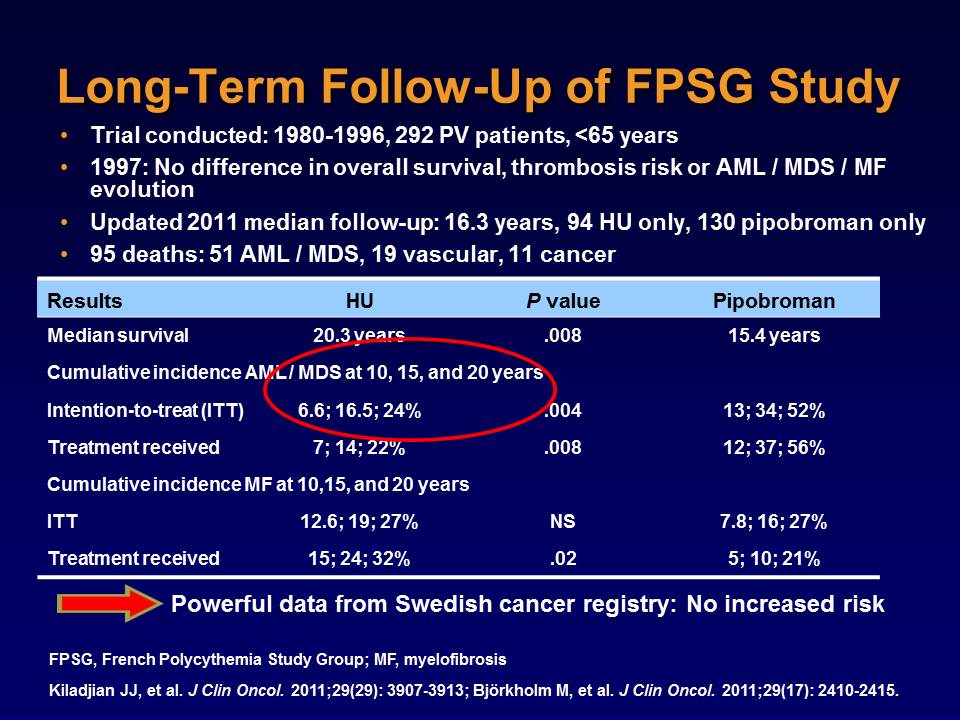 Long-Term Follow-Up of FPSG Study
• Trial conducted: 1980-1996, 292 PV patients, <65 years
• 1997: No difference in overall survival, thrombosis risk or AML / MDS / MF
evolution
• Updated 2011 median follow-up: 16.3 years, 94 HU only, 130 pipobroman only
• 95 deaths: 51 AML / MDS, 19 vascular, 11 cancer
Results HU P value Pipobroman
Median survival 20.3 years .008 15.4 years
Cumulative incidence AML / MDS at 10, 15, and 20 years
Intention-to-treat (ITT) 6.6; 16.5; 24% .004 13; 34; 52%
Treatment received 7; 14; 22% .008 12; 37; 56%
Cumulative incidence MF at 10,15, and 20 years
ITT 12.6; 19; 27% NS 7.8; 16; 27%
Treatment received 15; 24; 32% .02 5; 10; 21%
Powerful data from Swedish cancer registry: No increased risk
FPSG, French Polycythemia Study Group; MF, myelofibrosis
Kiladjian JJ, et al. J Clin Oncol. 2011;29(29): 3907-3913; Björkholm M, et al. J Clin Oncol. 2011;29(17): 2410-2415.